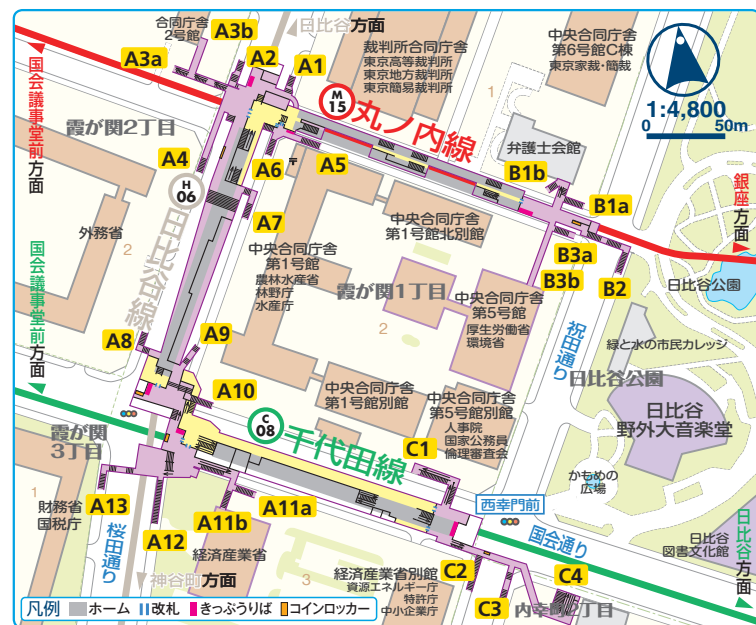 合同庁舎
2号館
A3b
日比谷方面
A3a
A2
A1
裁判所合同庁舎
東京高等裁判所
東京地方裁判所
東京簡易裁判所
1
中央合同庁舎
第6号館C棟
東京家裁・簡裁
1:4,800
0 50m
国会議事堂前方面
霞が関2丁目
M
15
丸ノ内線
弁護士会館
1
B1b
B1a
銀座方面
A4
A6
A5
H
06
日比谷線
A7
外務省
2
中央合同庁舎
第1号館
農林水産省
林野庁
水産庁
中央合同庁舎
第1号館北別館
霞が関1丁目
2
中央合同庁舎
第5号館
厚生労働省
環境省
B3a
B3b
B2
日比谷公園
祝田通り
緑と水の市民カレッジ
日比谷公園
国会議事堂前方面
A8
A9
A10
中央合同庁舎
第1号館別館
中央合同庁舎
第5号館別館
人事院
国家公務員
倫理審査会
日比谷
野外大音楽堂
C
08
千代田線
C1
霞が関
3丁目
かもめの
広場
西幸門前
国会通り
日比谷方面
1
財務省
国税庁
A13
桜田通り
A12
A11b
A11a
経済産業省
日比谷
図書文化館
神谷町方面
3
経済産業省別館
資源エネルギー庁
特許庁
中小企業庁
C2
C3
C4
内幸町2丁目
凡例 ホーム 改札 きっぷうりば コインロッカー